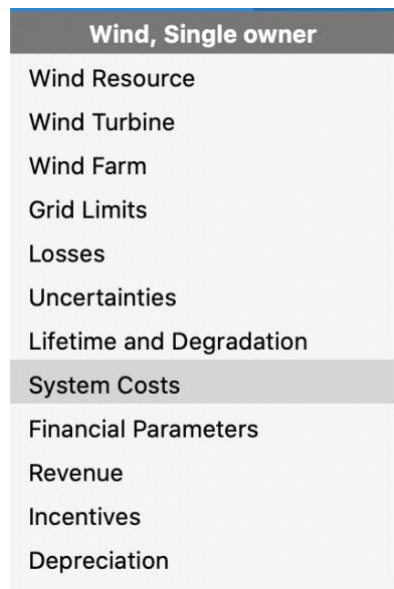 Wind, Single owner
Wind Resource
Wind Turbine
Wind Farm
Grid Limits
Losses
Uncertainties
Lifetime and Degradation
System Costs
Financial Parameters
Revenue
Incentives
Depreciation